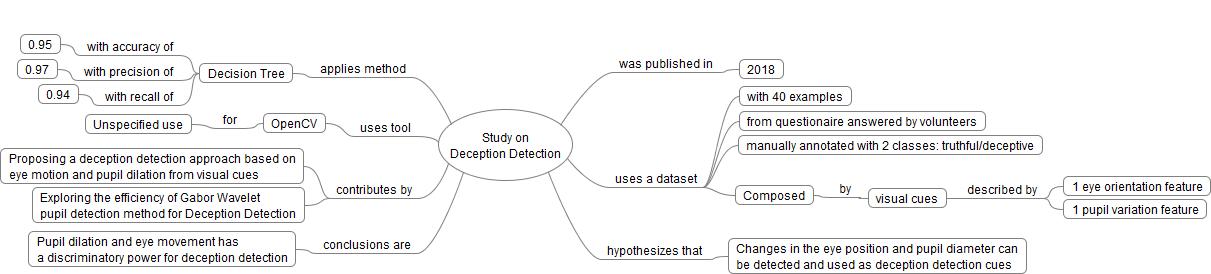 Study on
Deception Detection
applies method
Decision Tree
with accuracy of
0.95
with precision of
0.97
with recall of
0.94
uses tool
OpenCV
for
Unspecified use
contributes by
Proposing a deception detection approach based on
eye motion and pupil dilation from visual cues
Exploring the efficiency of Gabor Wavelet
pupil detection method for Deception Detection
conclusions are
Pupil dilation and eye movement has
a discriminatory power for deception detection
was published in
2018
uses a dataset
with 40 examples
from questionaire answered by volunteers
manually annotated with 2 classes: truthful/deceptive
Composed
by
visual cues
described by
1 eye orientation feature
1 pupil variation feature
hypothesizes that
Changes in the eye position and pupil diameter can
be detected and used as deception detection cues